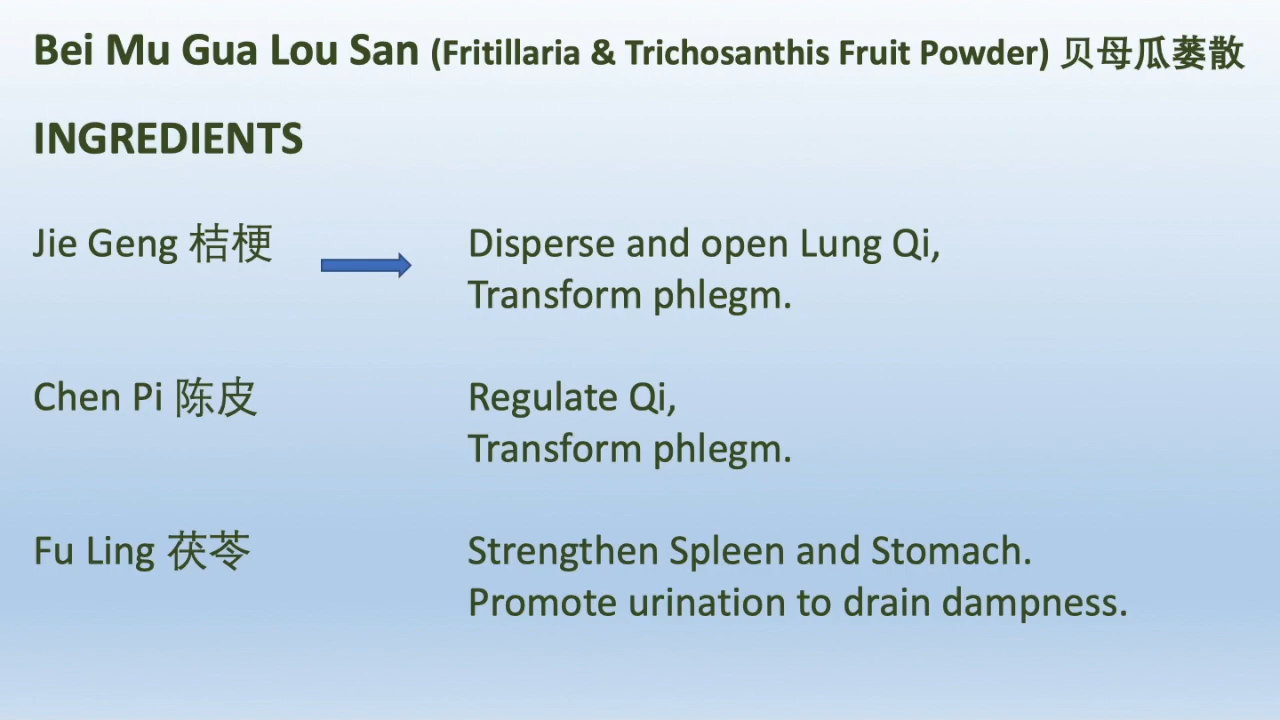 Bei Mu Gua Lou San (Fritillaria & Trichosanthis Fruit Powder) 贝母瓜蒌散
INGREDIENTS
Jie Geng 桔梗 Disperse and open Lung Qi,
Transform phlegm.
Chen Pi 陈皮 Regulate Qi,
Transform phlegm.
Fu Ling 茯苓 Strengthen Spleen and Stomach.
Promote urination to drain dampness.